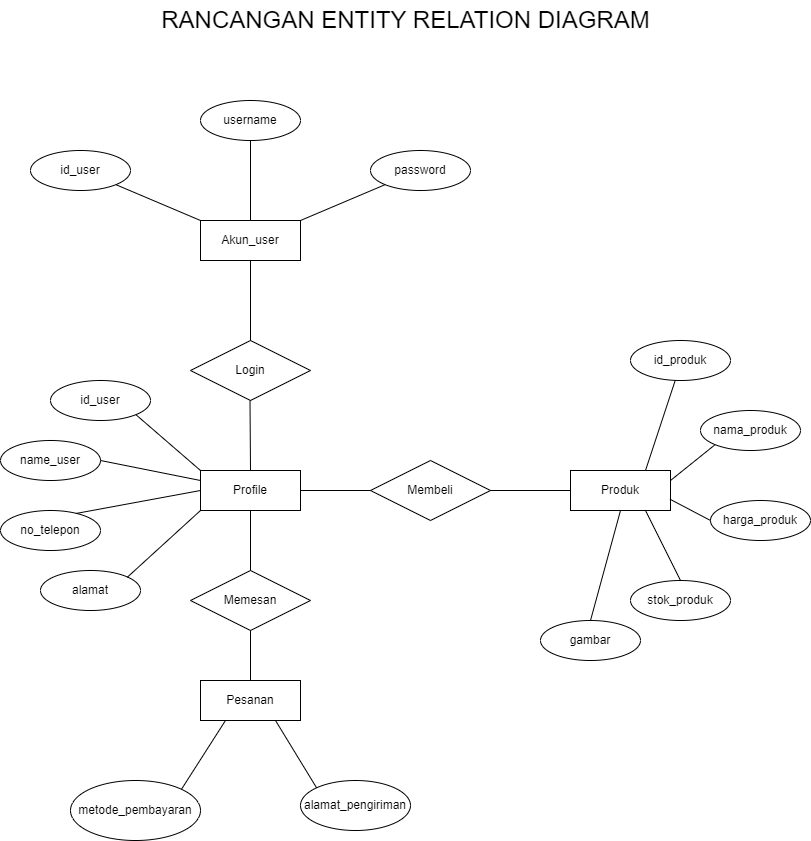 RANCANGAN ENTITY RELATION DIAGRAM
username
id_user
password
Akun_user
Login
id_produk
id_user
nama_produk
name_user
Profile
Membeli
Produk
harga_produk
no_telepon
alamat
Memesan
stok_produk
gambar
Pesanan
metode_pembayaran
alamat_pengiriman